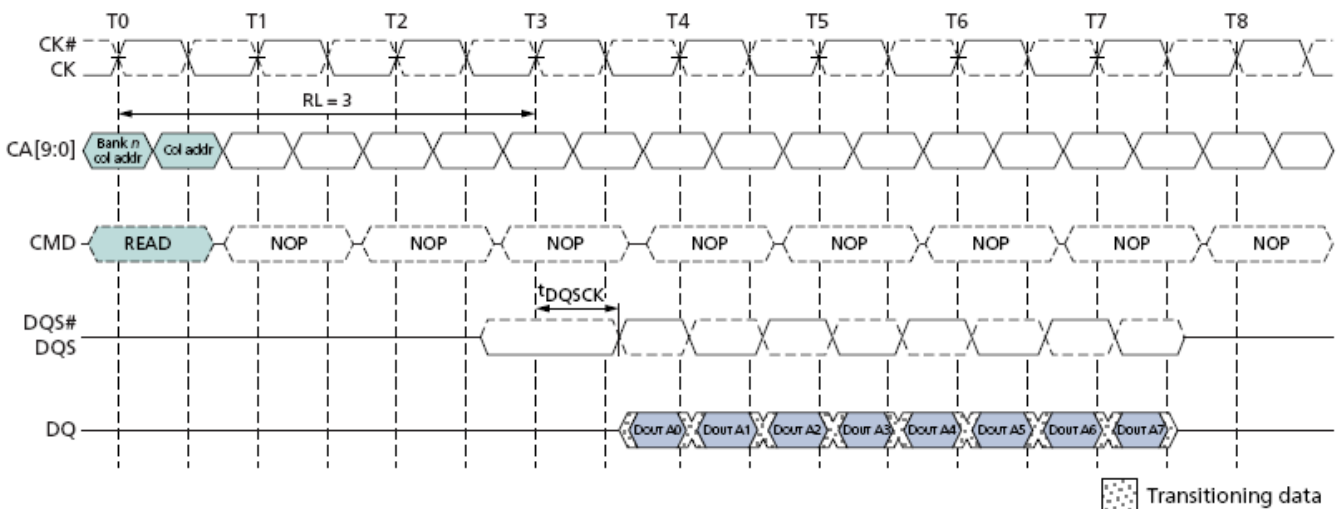 T0 T1 T2 T3 T4 T5 T6 T7 T8
CK#
CK
RL = 3
CA[9:0] Bank n col addr Col addr
CMD READ NOP NOP NOP NOP NOP NOP NOP NOP
tDQSCK
DQS#
DQS
DQ DOUT A0 DOUT A1 DOUT A2 DOUT A3 DOUT A4 DOUT A5 DOUT A6 DOUT A7
Transitioning data